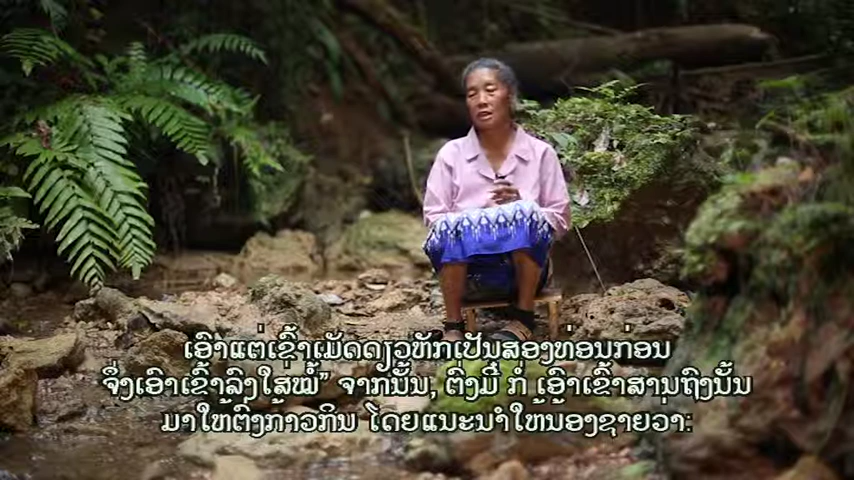 ເອົາແຕ່ເຂົ້າເມັດດຽວຫັກເປັນສອງທ່ອນກ່ອນ
ຈຶ່ງເອົາເຂົ້າລົງໃສ່ໝໍ້” ຈາກນັ້ນ, ຕົ່ງມີ ກໍ່ ເອົາເຂົ້າສານຖົງນັ້ນ
ມາໃຫ້ຕົ່ງກ້າວກິນ ໂດຍແນະນຳໃຫ້ນ້ອງຊາຍວ່າ: